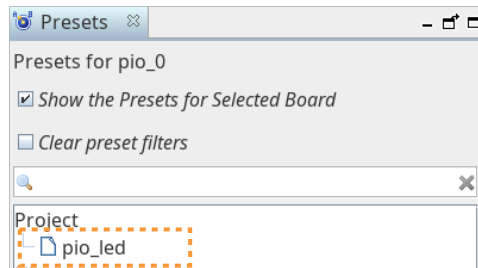 Presets
Presets for pio_0
Show the Presets for Selected Board
Clear preset filters
Project
pio_led